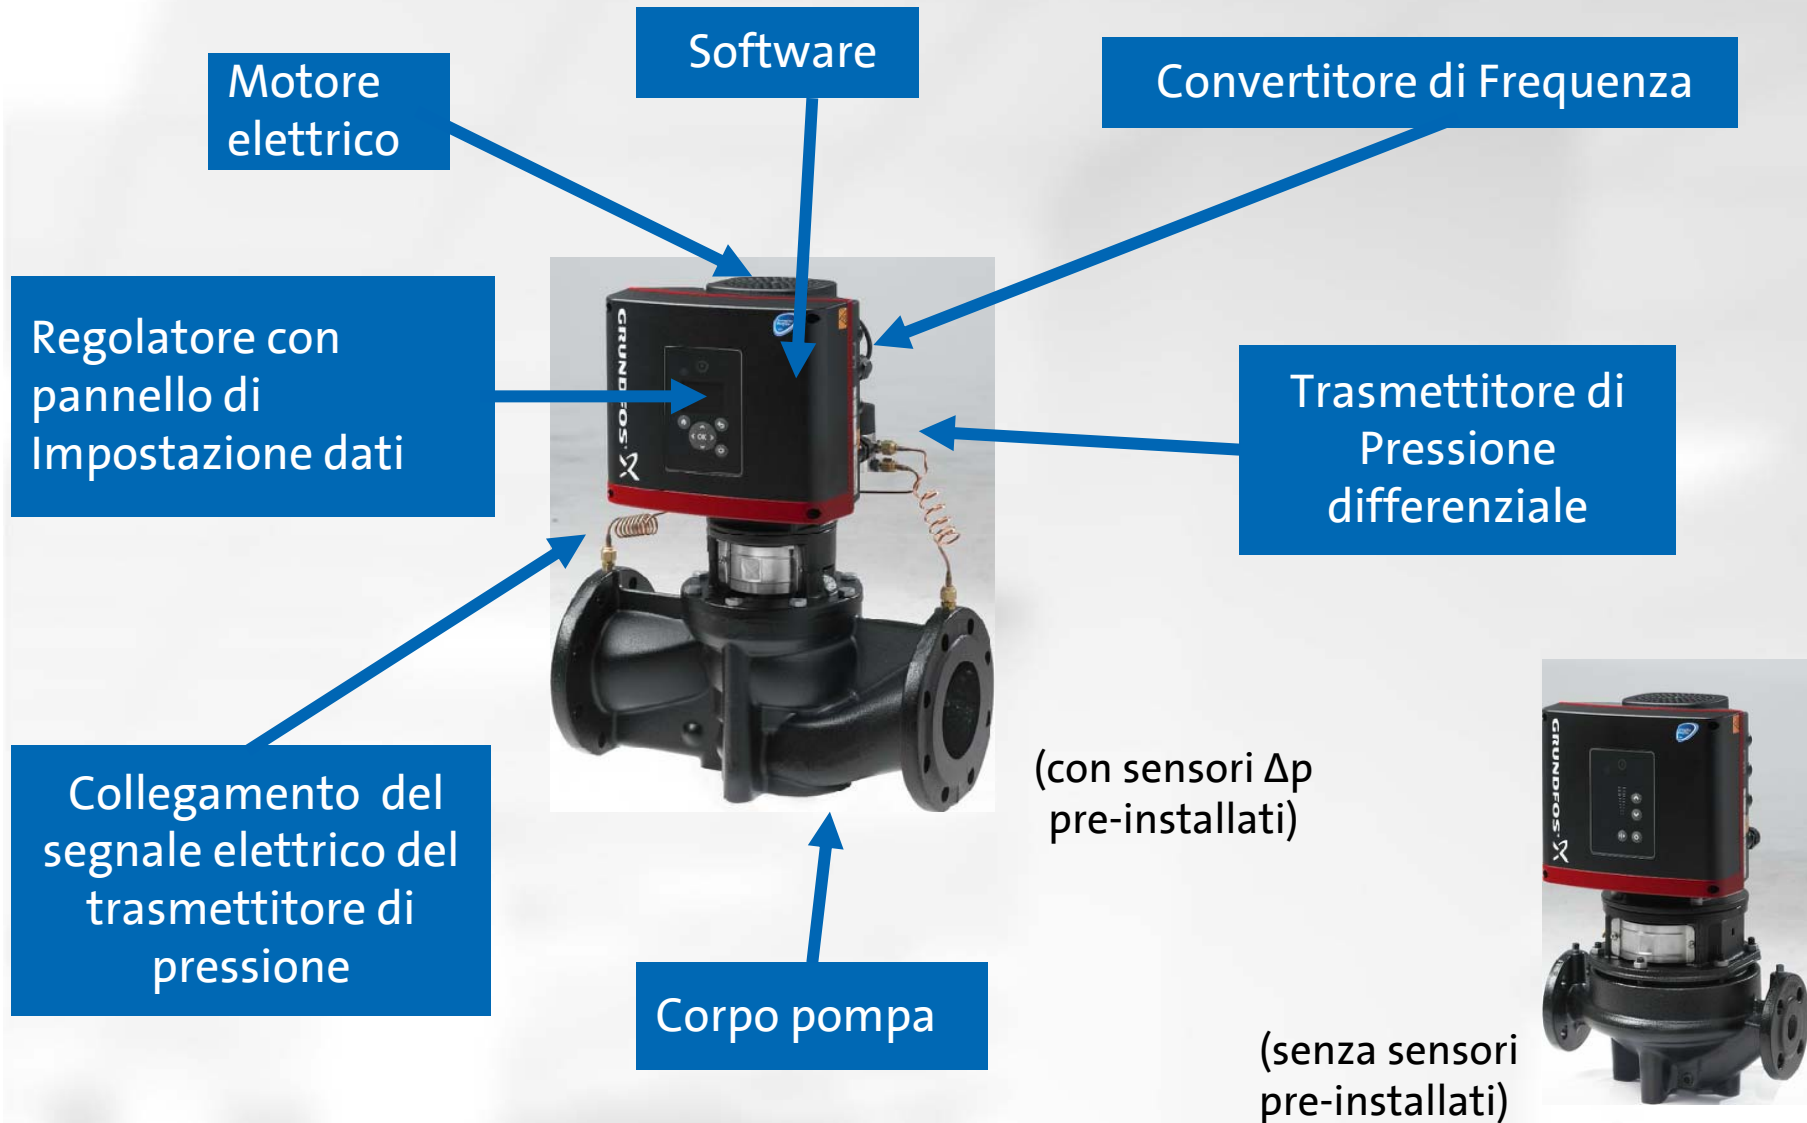 Software
Motore
elettrico
Convertitore di Frequenza
Regolatore con
pannello di
Impostazione dati
GRUNDFOS
OK
Trasmettitore di
Pressione
differenziale
(con sensori Δp
pre-installati)
Collegamento  del
segnale elettrico del
trasmettitore di
pressione
Corpo pompa
GRUNDFOS
(senza sensori
pre-installati)